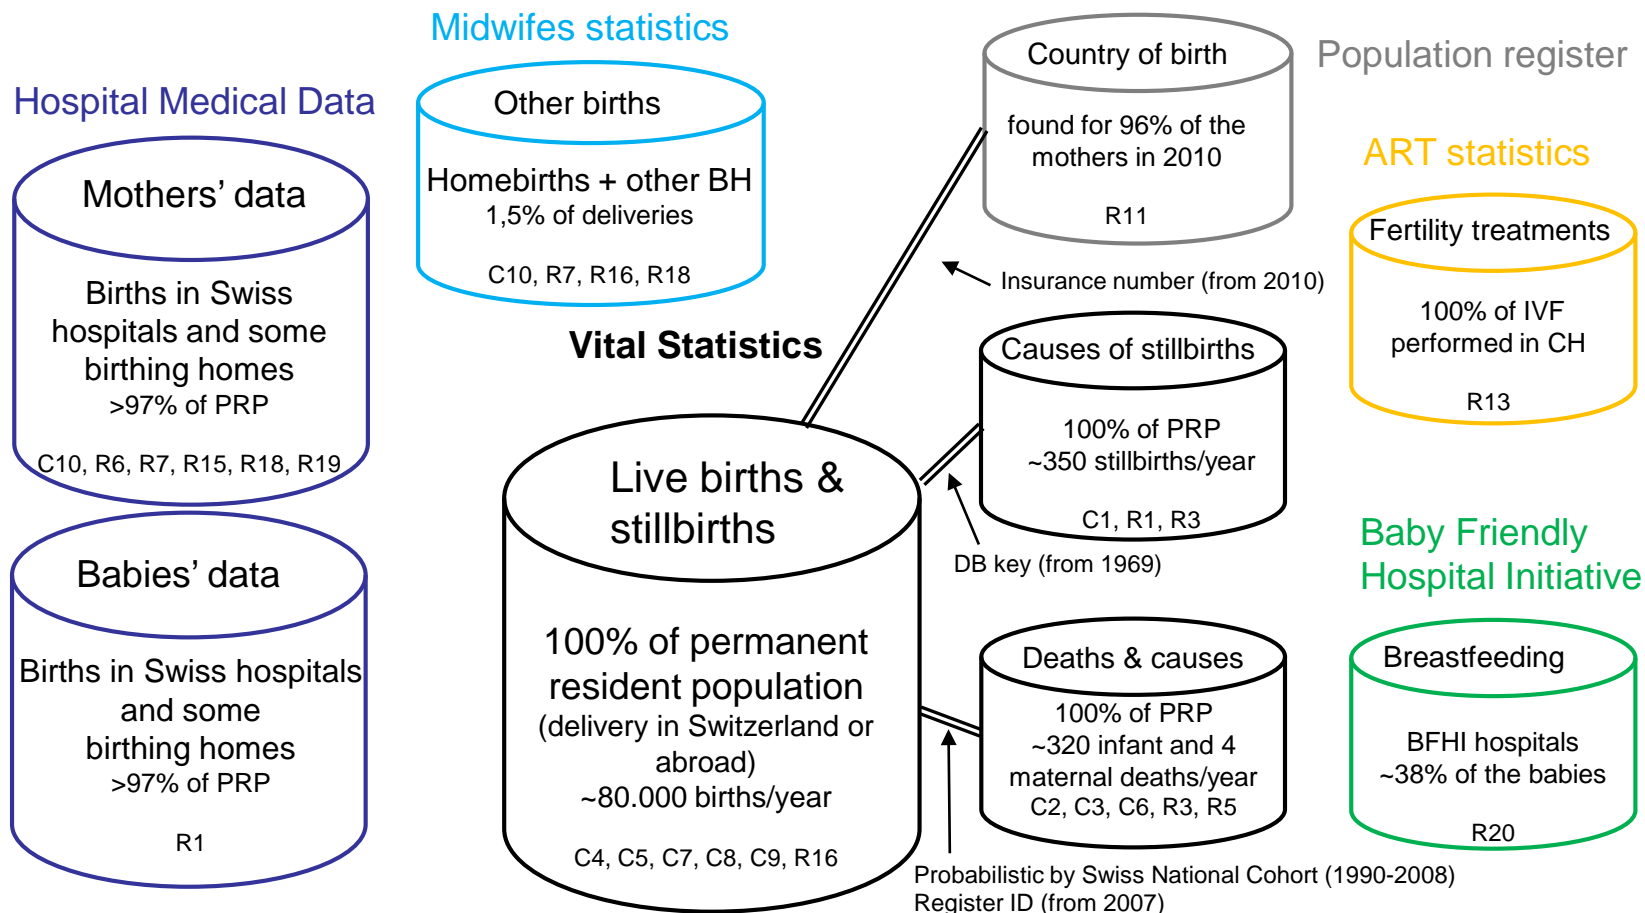 Hospital Medical Data
Mothers’ data
Births in Swiss
hospitals and some
birthing homes
>97% of PRP
C10, R6, R7, R15, R18, R19
Babies’ data
Births in Swiss hospitals
and some
birthing homes
>97% of PRP
R1
Midwifes statistics
Other births
Homebirths + other BH
1,5% of deliveries
C10, R7, R16, R18
Vital Statistics
Live births &
stillbirths
100% of permanent
resident population
(delivery in Switzerland or
abroad)
~80.000 births/year
C4, C5, C7, C8, C9, R16
Population register
Country of birth
found for 96% of the
mothers in 2010
R11
Insurance number (from 2010)
Causes of stillbirths
100% of PRP
~350 stillbirths/year
C1, R1, R3
DB key (from 1969)
Deaths & causes
100% of PRP
~320 infant and 4
maternal deaths/year
C2, C3, C6, R3, R5
Probabilistic by Swiss National Cohort (1990-2008)
Register ID (from 2007)
ART statistics
Fertility treatments
100% of IVF
performed in CH
R13
Baby Friendly
Hospital Initiative
Breastfeeding
BFHI hospitals
~38% of the babies
R20